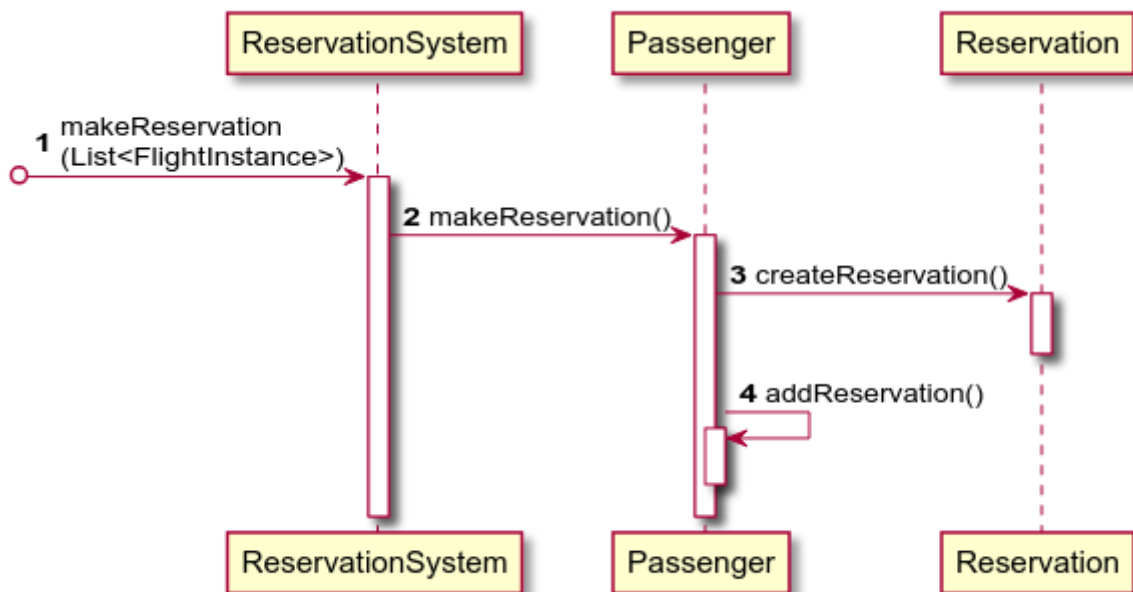 ReservationSystem
Passenger
Reservation
1 makeReservation
(List<FlightInstance>)
2 makeReservation()
3 createReservation()
4 addReservation()
ReservationSystem
Passenger
Reservation